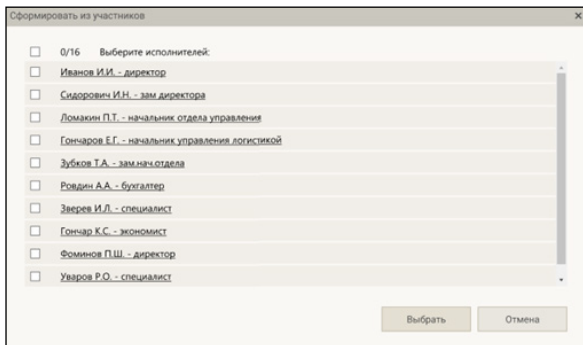 Сформировать из участников
0/16 Выберите исполнителей:
Иванов И.И. - директор
Сидорович И.Н. - зам директора
Ломакин П.Т. - начальник отдела управления
Гончаров Е.Г. - начальник управления логистикой
Зубков Т.А. - зам.нач.отдела
Ровдин А.А. - бухгалтер
Зверев И.Л. - специалист
Гончар К.С. - экономист
Фоминов П.Ш. - директор
Уваров Р.О. - специалист
Выбрать Отмена